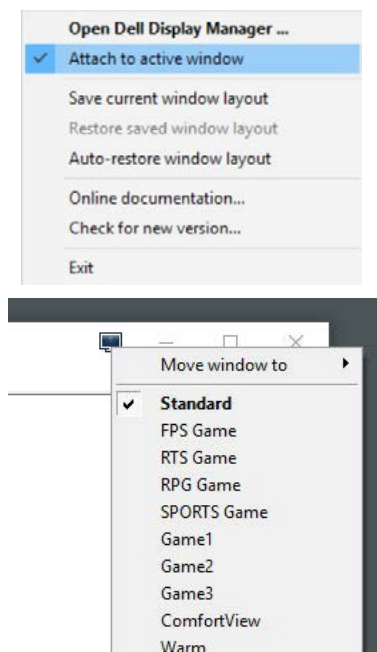 Open Dell Display Manager ...
Attach to active window
Save current window layout
Restore saved window layout
Auto-restore window layout
Online documentation...
Check for new version...
Exit
Move window to
Standard
FPS Game
RTS Game
RPG Game
SPORTS Game
Game1
Game2
Game3
ComfortView
Warm